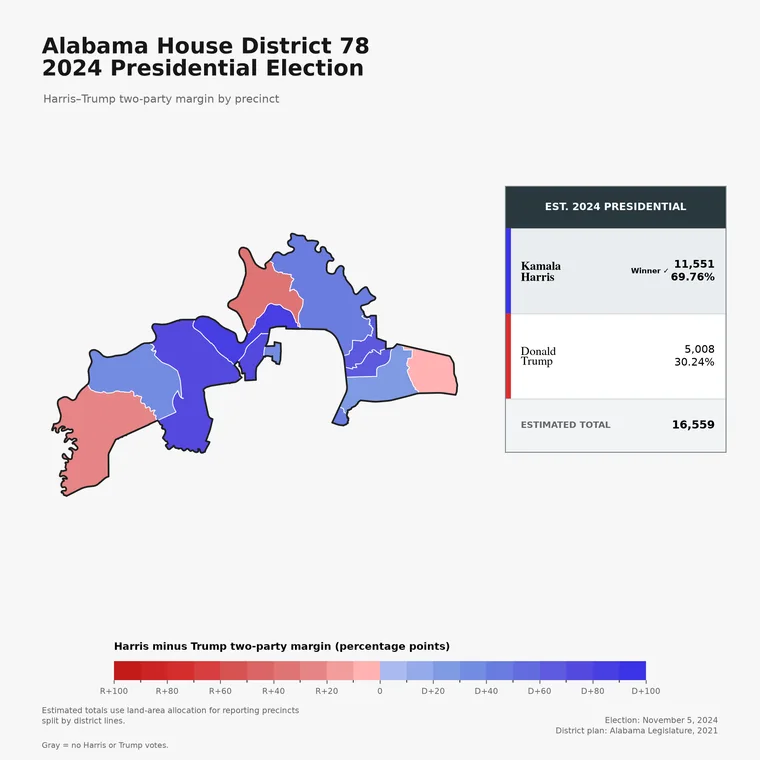 Alabama House District 78
2024 Presidential Election
Harris–Trump two-party margin by precinct
EST. 2024 PRESIDENTIAL
Kamala
Harris
Winner ✓
11,551
69.76%
Donald
Trump
5,008
30.24%
ESTIMATED TOTAL
16,559
Harris minus Trump two-party margin (percentage points)
R+100 R+80 R+60 R+40 R+20 0 D+20 D+40 D+60 D+80 D+100
Estimated totals use land-area allocation for reporting precincts
split by district lines.
Gray = no Harris or Trump votes.
Election: November 5, 2024
District plan: Alabama Legislature, 2021